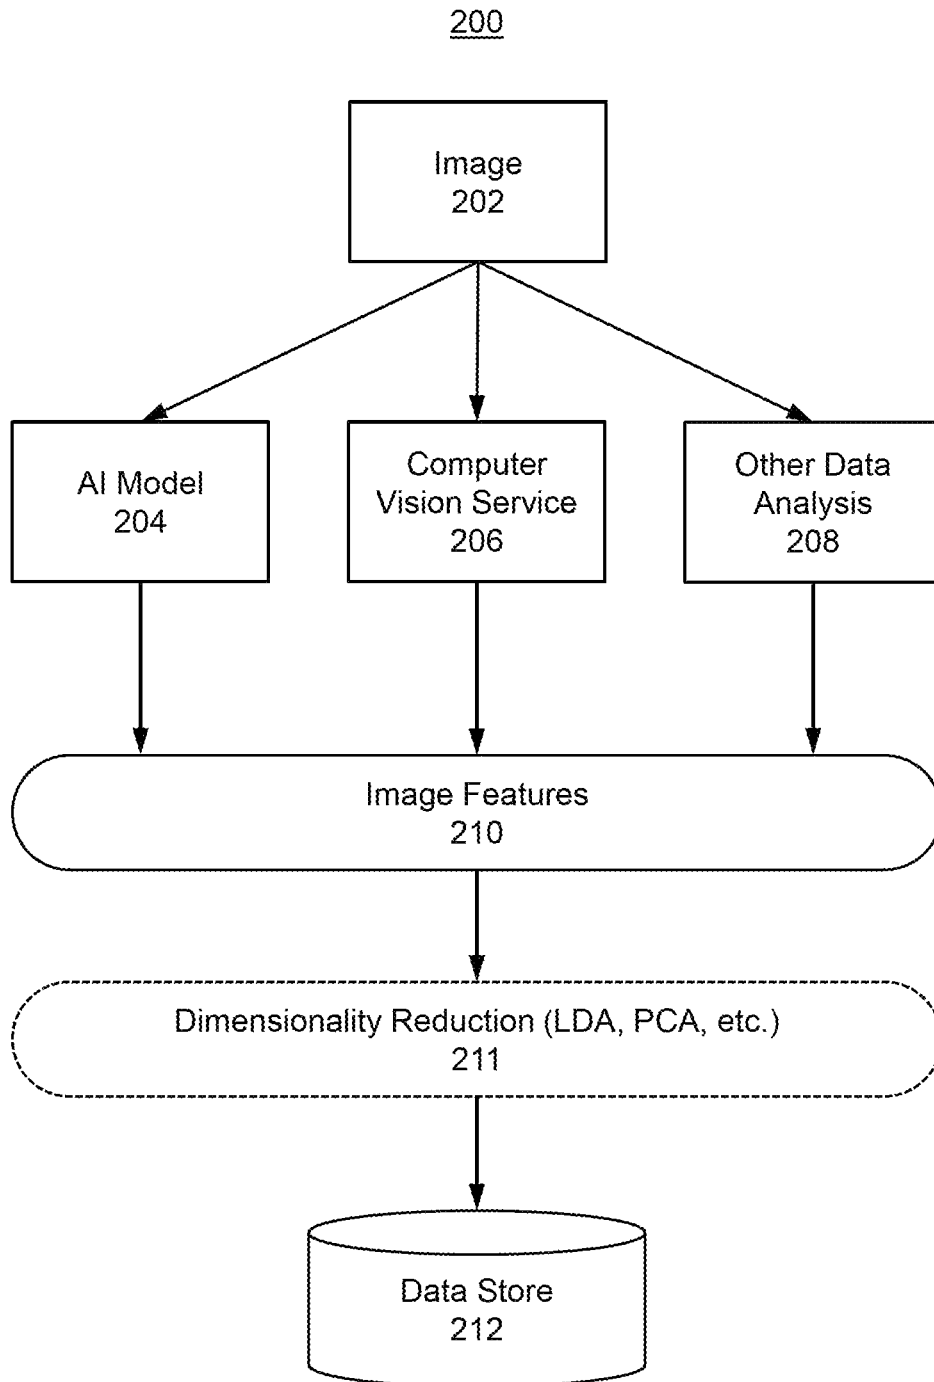 200
Image
202
AI Model
204
Computer
Vision Service
206
Other Data
Analysis
208
Image Features
210
Dimensionality Reduction (LDA, PCA, etc.)
211
Data Store
212